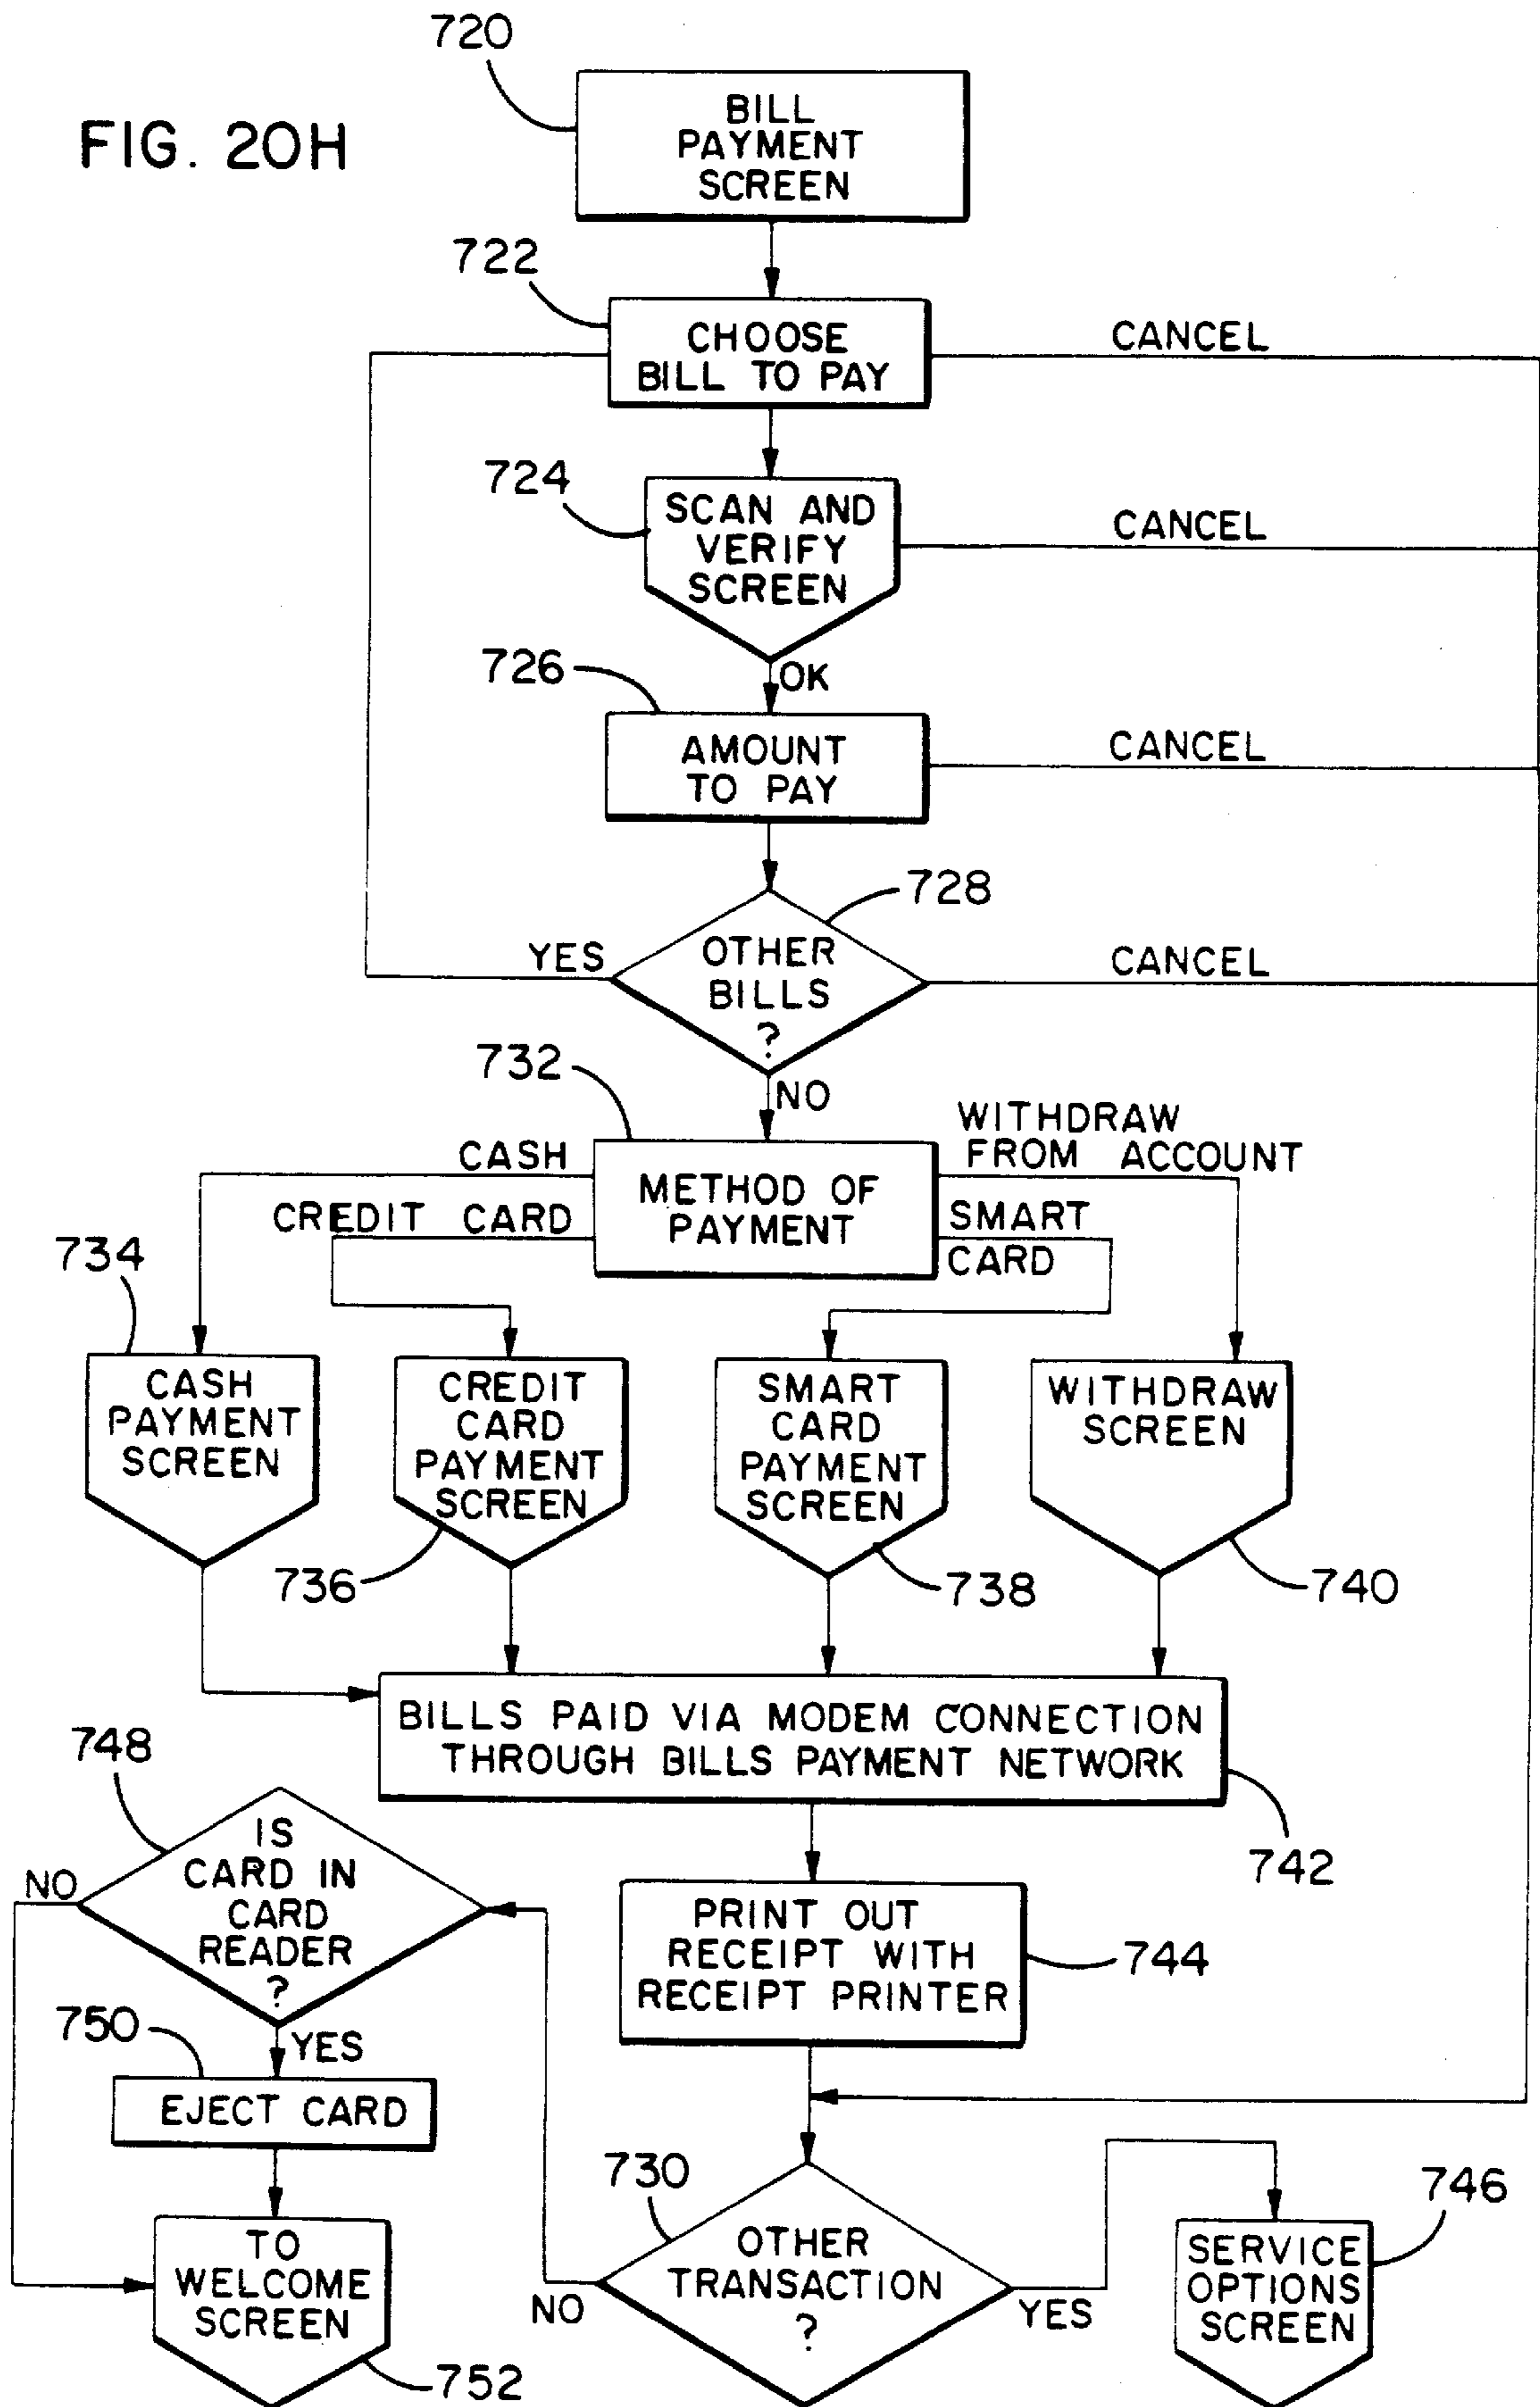 720
FIG. 20H
BILL
PAYMENT
SCREEN
722
CHOOSE
BILL TO PAY
CANCEL
724
SCAN AND
VERIFY
SCREEN
CANCEL
OK
726
AMOUNT
TO PAY
CANCEL
728
OTHER
BILLS
?
YES
CANCEL
NO
732
METHOD OF
PAYMENT
CASH
CREDIT CARD
WITHDRAW
FROM ACCOUNT
SMART
CARD
734
CASH
PAYMENT
SCREEN
CREDIT
CARD
PAYMENT
SCREEN
SMART
CARD
PAYMENT
SCREEN
WITHDRAW
SCREEN
736
738
740
BILLS PAID VIA MODEM CONNECTION
THROUGH BILLS PAYMENT NETWORK
742
748
IS
CARD IN
CARD
READER
?
NO
YES
PRINT OUT
RECEIPT WITH
RECEIPT PRINTER
744
750
EJECT CARD
730
OTHER
TRANSACTION
?
NO
YES
746
SERVICE
OPTIONS
SCREEN
TO
WELCOME
SCREEN
752